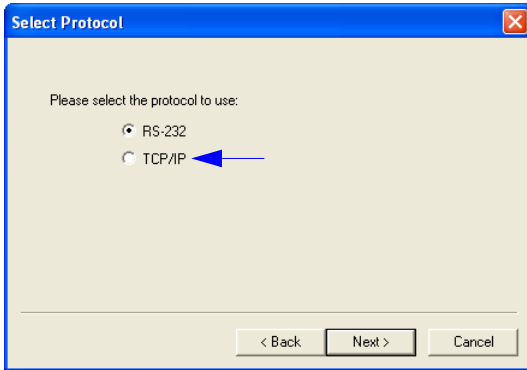 Select Protocol
Please select the protocol to use:
RS-232
TCP/IP
< Back Next > Cancel